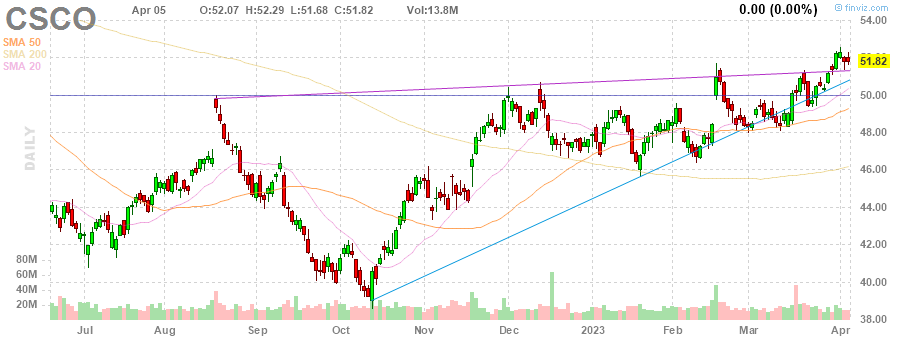 CSCO
Apr 05 O:52.07 H:52.29 L:51.68 C:51.82 Vol:13.8M 0.00 (0.00%)
© finviz.com
SMA 50
SMA 200
SMA 20
DAILY
54.00
51.82
50.00
48.00
46.00
44.00
42.00
40.00
38.00
80M
60M
40M
20M
Jul Aug Sep Oct Nov Dec 2023 Feb Mar Apr